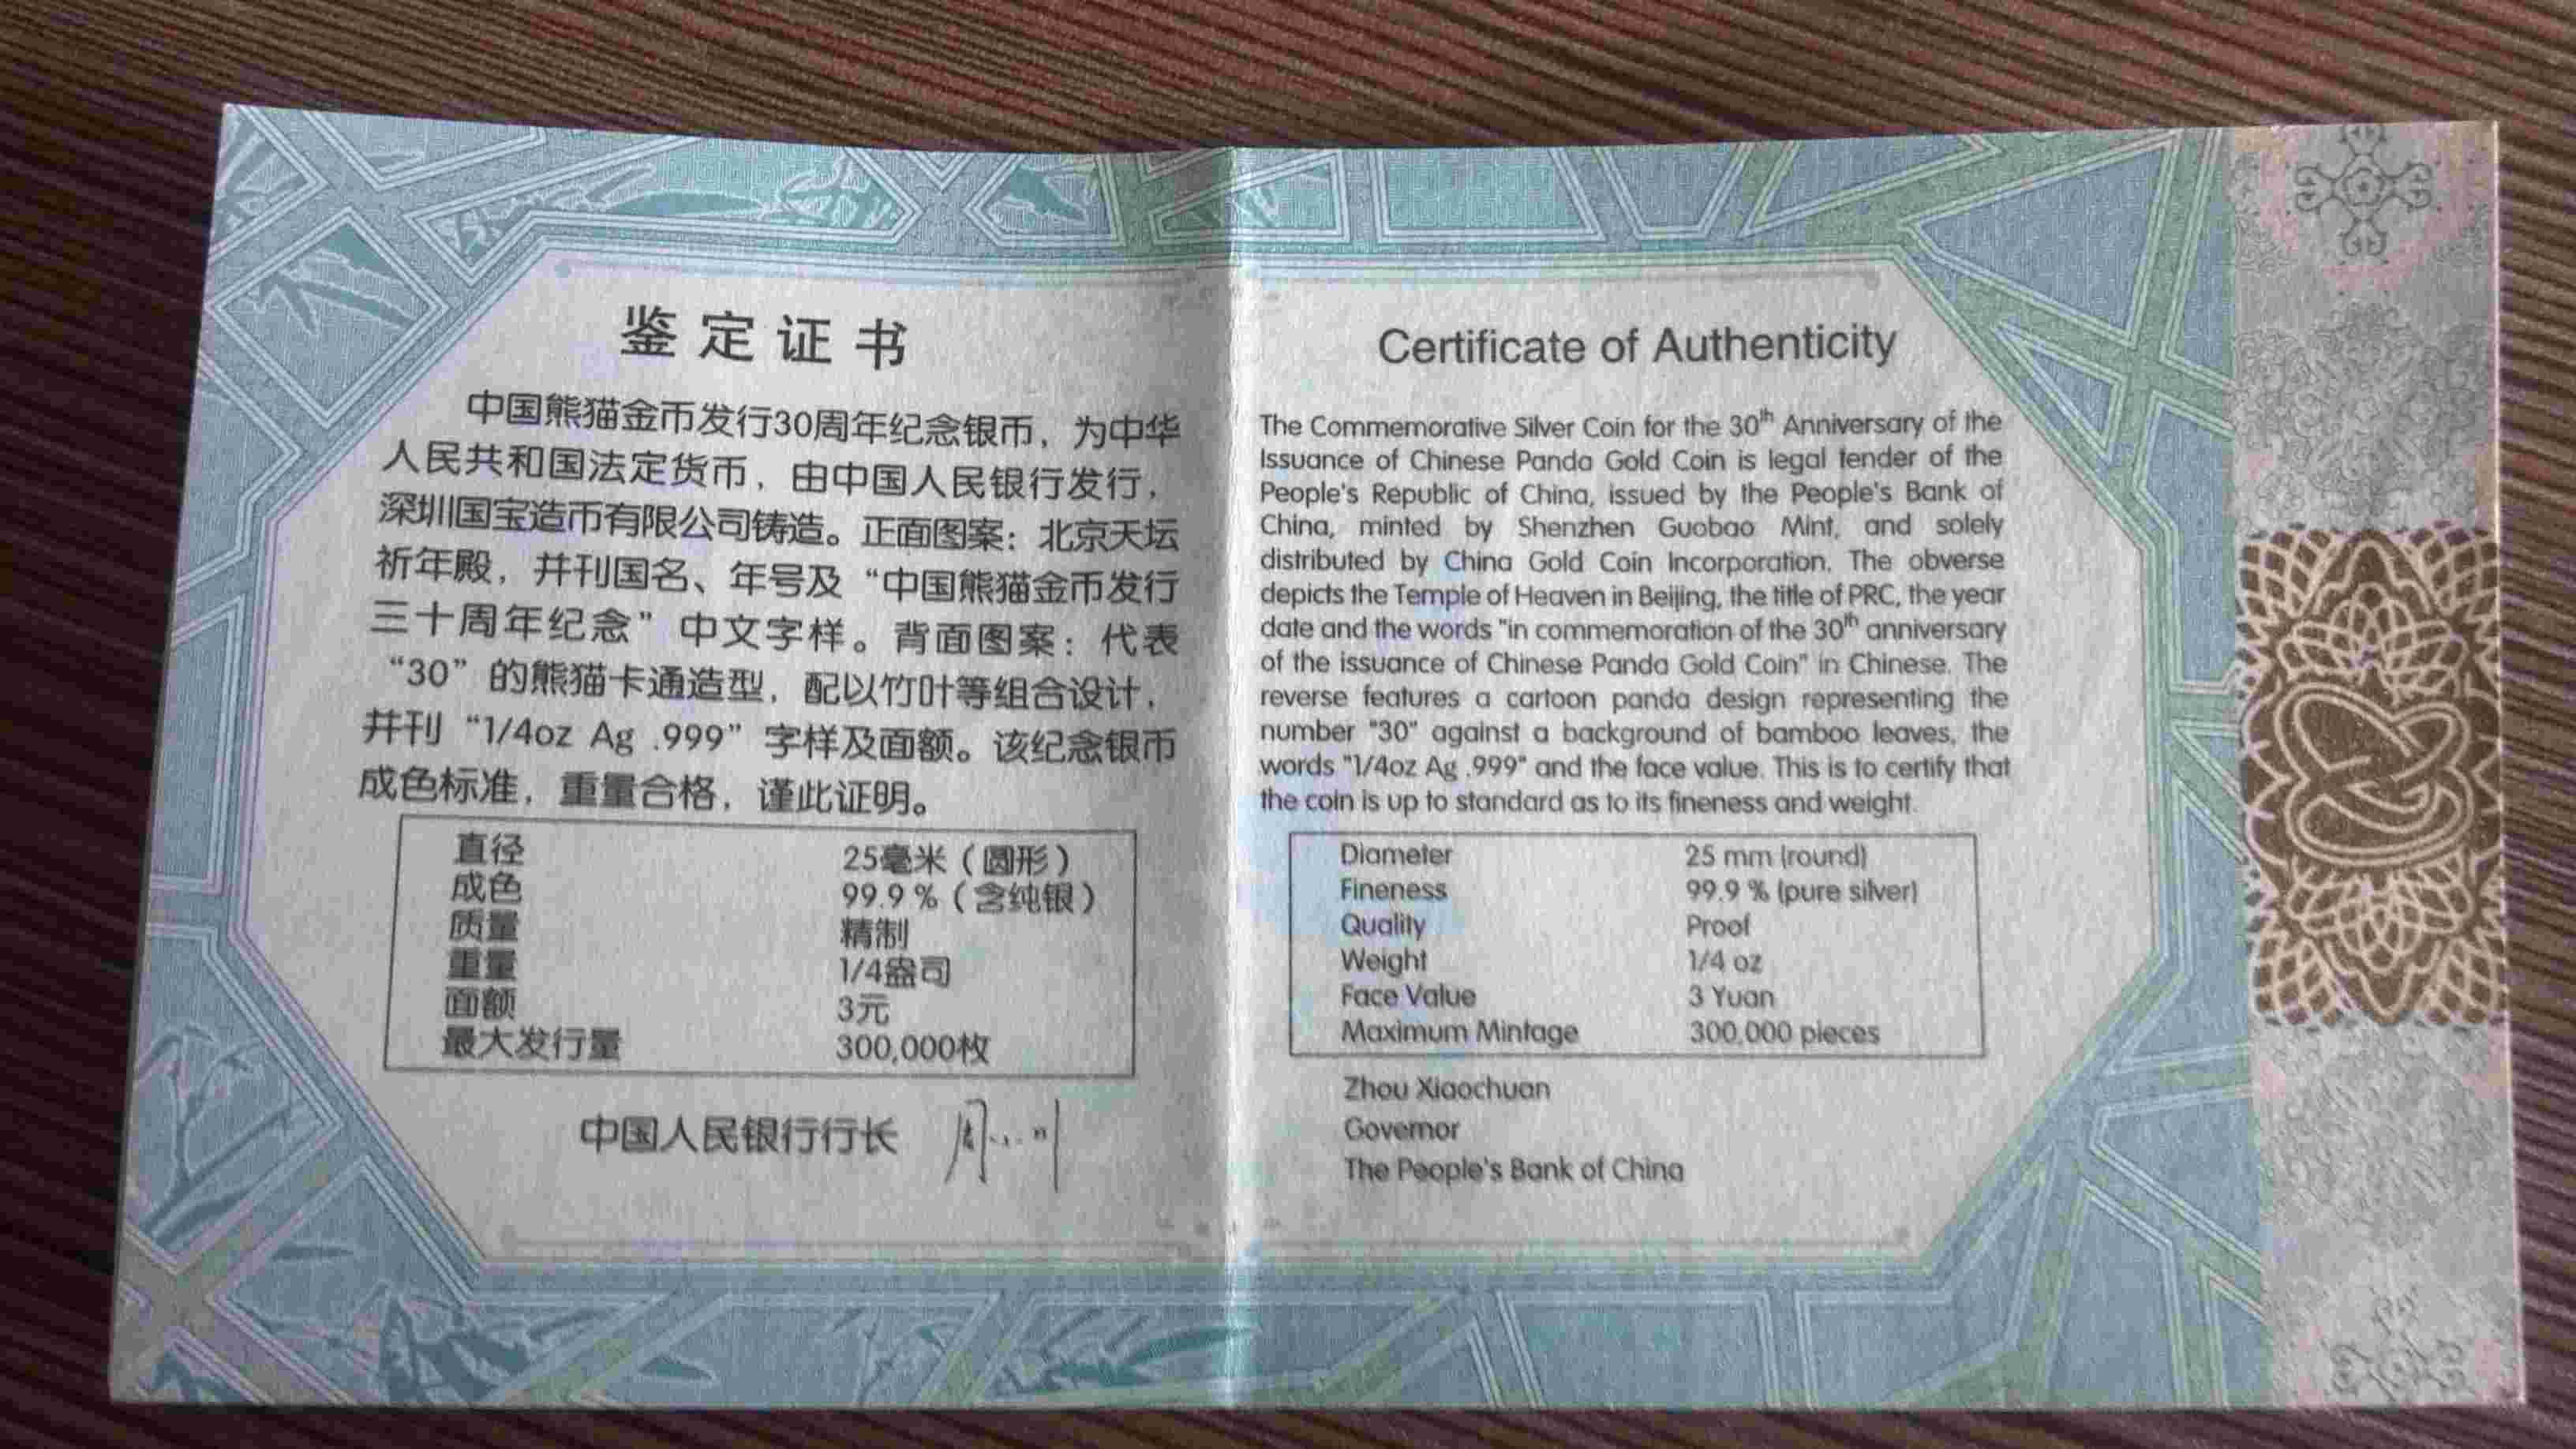 鉴定证书
中国熊猫金币发行30周年纪念银币，为中华
人民共和国法定货币，由中国人民银行发行，
深圳国宝造币有限公司铸造。正面图案：北京天坛
祈年殿，并刊国名、年号及“中国熊猫金币发行
三十周年纪念”中文字样。背面图案：代表
“30”的熊猫卡通造型，配以竹叶等组合设计，
并刊“1/4oz Ag .999”字样及面额。该纪念银币
成色标准，重量合格，谨此证明。
直径 25毫米（圆形）
成色 99.9％（含纯银）
质量 精制
重量 1/4盎司
面额 3元
最大发行量 300,000枚
中国人民银行行长 周小川
Certificate of Authenticity
The Commemorative Silver Coin for the 30th Anniversary of the
Issuance of Chinese Panda Gold Coin is legal tender of the
People's Republic of China, issued by the People's Bank of
China, minted by Shenzhen Guobao Mint, and solely
distributed by China Gold Coin Incorporation. The obverse
depicts the Temple of Heaven in Beijing, the title of PRC, the year
date and the words "in commemoration of the 30th anniversary
of the issuance of Chinese Panda Gold Coin" in Chinese. The
reverse features a cartoon panda design representing the
number "30" against a background of bamboo leaves, the
words "1/4oz Ag .999" and the face value. This is to certify that
the coin is up to standard as to its fineness and weight.
Diameter 25 mm (round)
Fineness 99.9 % (pure silver)
Quality Proof
Weight 1/4 oz
Face Value 3 Yuan
Maximum Mintage 300,000 pieces
Zhou Xiaochuan
Governor
The People's Bank of China